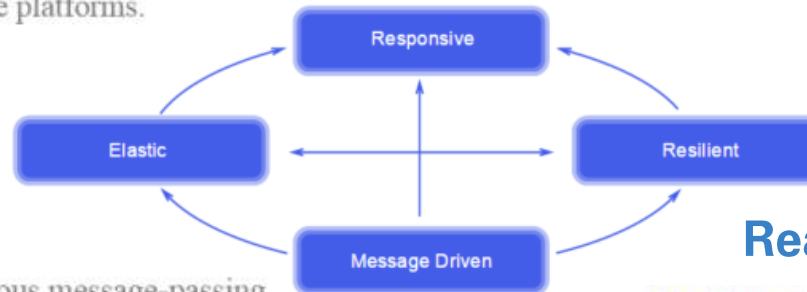 e platforms.
Responsive
Elastic
Resilient
Rea
Message Driven
ous message-passing